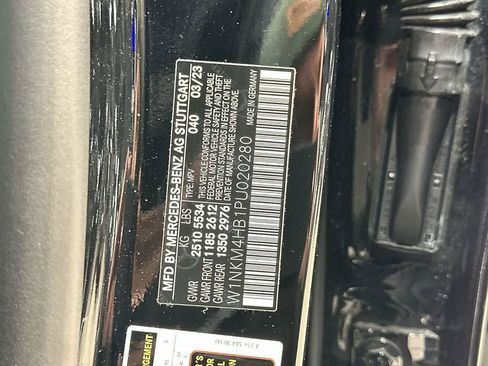 MFD BY MERCEDES-BENZ AG STUTTGART
TYPE: MPV 040 03/23
KG LBS
GVWR 2510 5534
GAWR FRONT 1185 2612
GAWR REAR 1350 2976
THIS VEHICLE CONFORMS TO ALL APPLICABLE
FEDERAL MOTOR VEHICLE SAFETY AND THEFT
PREVENTION STANDARDS IN EFFECT ON THE
DATE OF MANUFACTURE SHOWN ABOVE.
W1NKM4HB1PU020280
MADE IN GERMANY